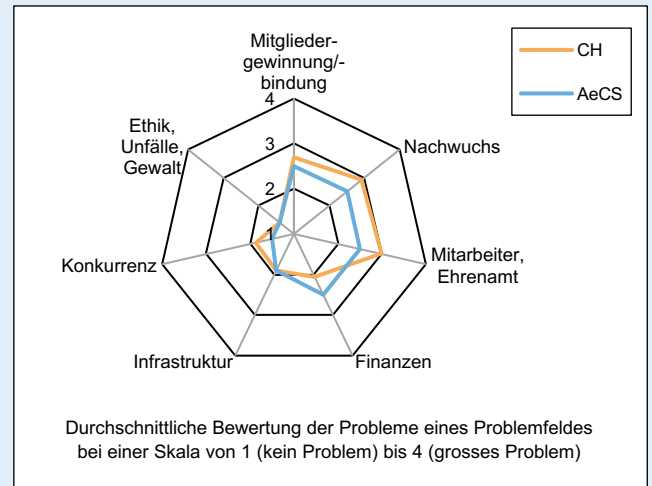 Mitglieder-
gewinnung/-
bindung
CH
AeCS
4
3
2
1
Ethik,
Unfälle,
Gewalt
Nachwuchs
Konkurrenz
Mitarbeiter,
Ehrenamt
Infrastruktur
Finanzen
Durchschnittliche Bewertung der Probleme eines Problemfeldes
bei einer Skala von 1 (kein Problem) bis 4 (grosses Problem)